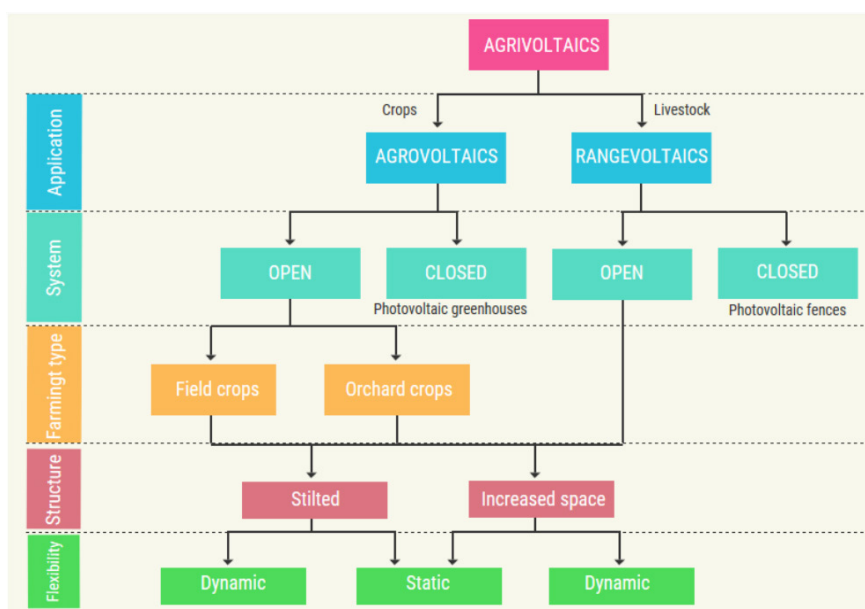 AGRIVOLTAICS
Crops
Livestock
Application
AGROVOLTAICS
RANGEVOLTAICS
System
OPEN
CLOSED
OPEN
CLOSED
Photovoltaic greenhouses
Photovoltaic fences
Farmingt type
Field crops
Orchard crops
Structure
Stilted
Increased space
Flexibility
Dynamic
Static
Dynamic